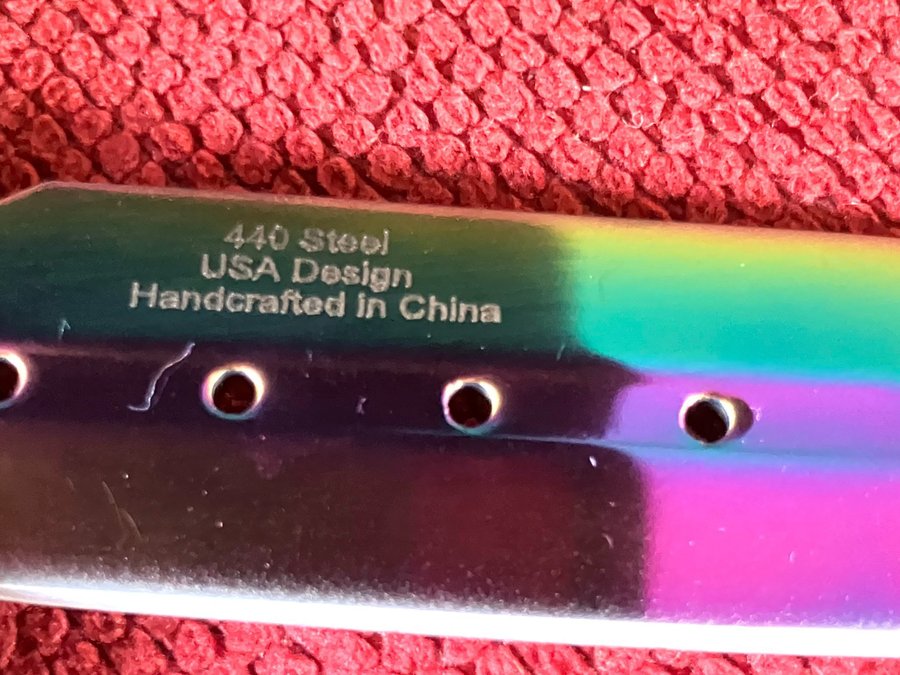 440 Steel
USA Design
Handcrafted in China